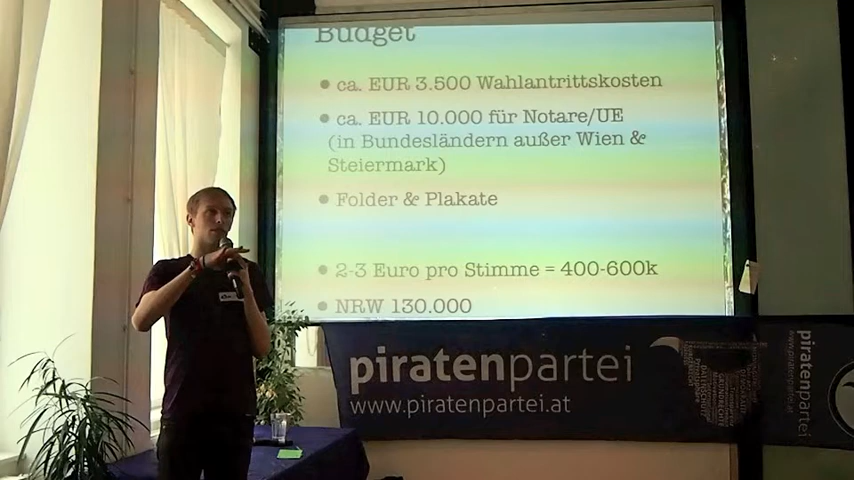 Budget
• ca. EUR 3.500 Wahlantrittskosten
• ca. EUR 10.000 für Notare/UE
(in Bundesländern außer Wien &
Steiermark)
• Folder & Plakate
• 2-3 Euro pro Stimme = 400-600k
• NRW 130.000
piratenpartei
www.piratenpartei.at
piratenpartei
www.piratenpartei.at